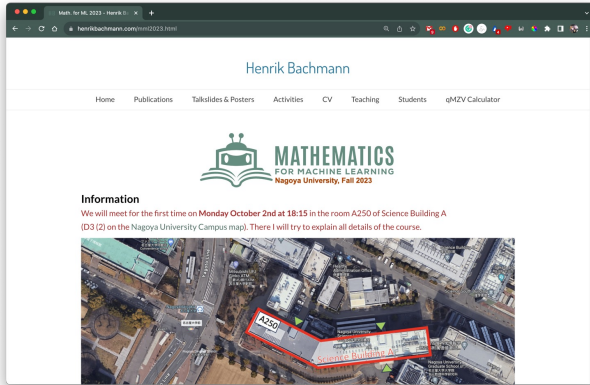 Math. for ML 2023 - Henrik B
henrikbachmann.com/mml2023.html
Henrik Bachmann
Home Publications Talkslides & Posters Activities CV Teaching Students qMZV Calculator
MATHEMATICS
FOR MACHINE LEARNING
Nagoya University, Fall 2023
Information
We will meet for the first time on Monday October 2nd at 18:15 in the room A250 of Science Building A
(D3 (2) on the Nagoya University Campus map). There I will try to explain all details of the course.
A250
Science Building A